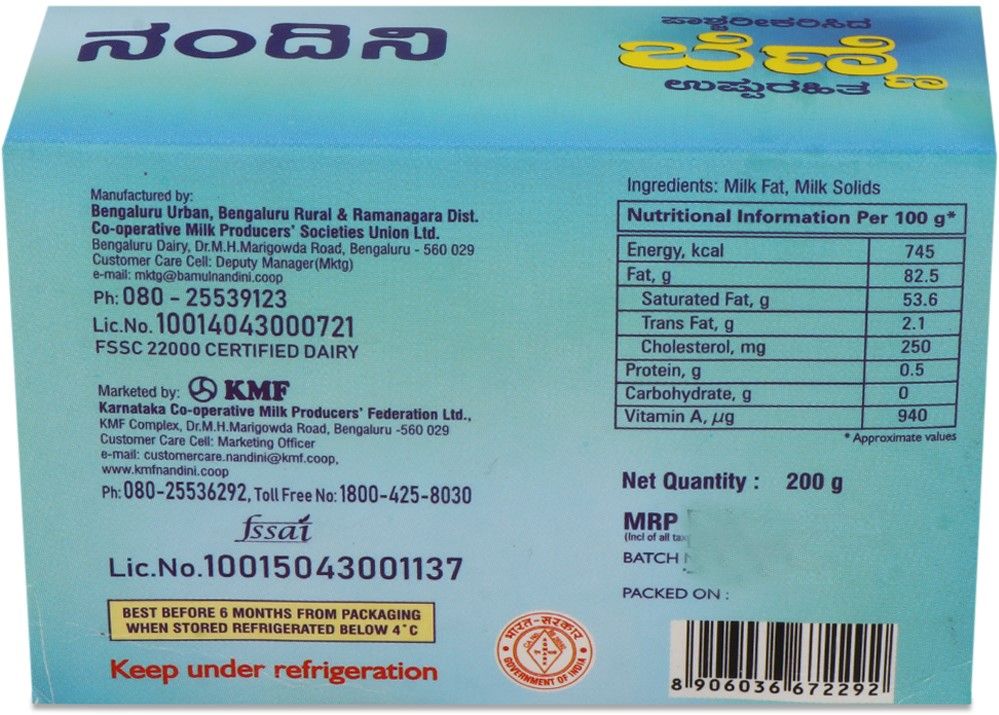 ನಂದಿನಿ
ಪಾಶ್ಚರೀಕರಿಸಿದ
ಬೆಣ್ಣೆ
ಉಪ್ಪುರಹಿತ
Manufactured by:
Bengaluru Urban, Bengaluru Rural & Ramanagara Dist.
Co-operative Milk Producers' Societies Union Ltd.
Bengaluru Dairy, Dr.M.H.Marigowda Road, Bengaluru - 560 029
Customer Care Cell: Deputy Manager(Mktg)
e-mail: mktg@bamulnandini.coop
Ph: 080 - 25539123
Lic.No. 10014043000721
FSSC 22000 CERTIFIED DAIRY
Marketed by: KMF
Karnataka Co-operative Milk Producers' Federation Ltd.,
KMF Complex, Dr.M.H.Marigowda Road, Bengaluru -560 029
Customer Care Cell: Marketing Officer
e-mail: customercare.nandini@kmf.coop,
www.kmfnandini.coop
Ph: 080-25536292, Toll Free No: 1800-425-8030
fssai
Lic.No.10015043001137
BEST BEFORE 6 MONTHS FROM PACKAGING
WHEN STORED REFRIGERATED BELOW 4°C
Keep under refrigeration
भारत-सरकार
GOVERNMENT OF INDIA
Ingredients: Milk Fat, Milk Solids
Nutritional Information Per 100 g*
Energy, kcal 745
Fat, g 82.5
Saturated Fat, g 53.6
Trans Fat, g 2.1
Cholesterol, mg 250
Protein, g 0.5
Carbohydrate, g 0
Vitamin A, µg 940
* Approximate values
Net Quantity : 200 g
MRP
(Incl of all
BATCH
PACKED ON :
8 906036 672292